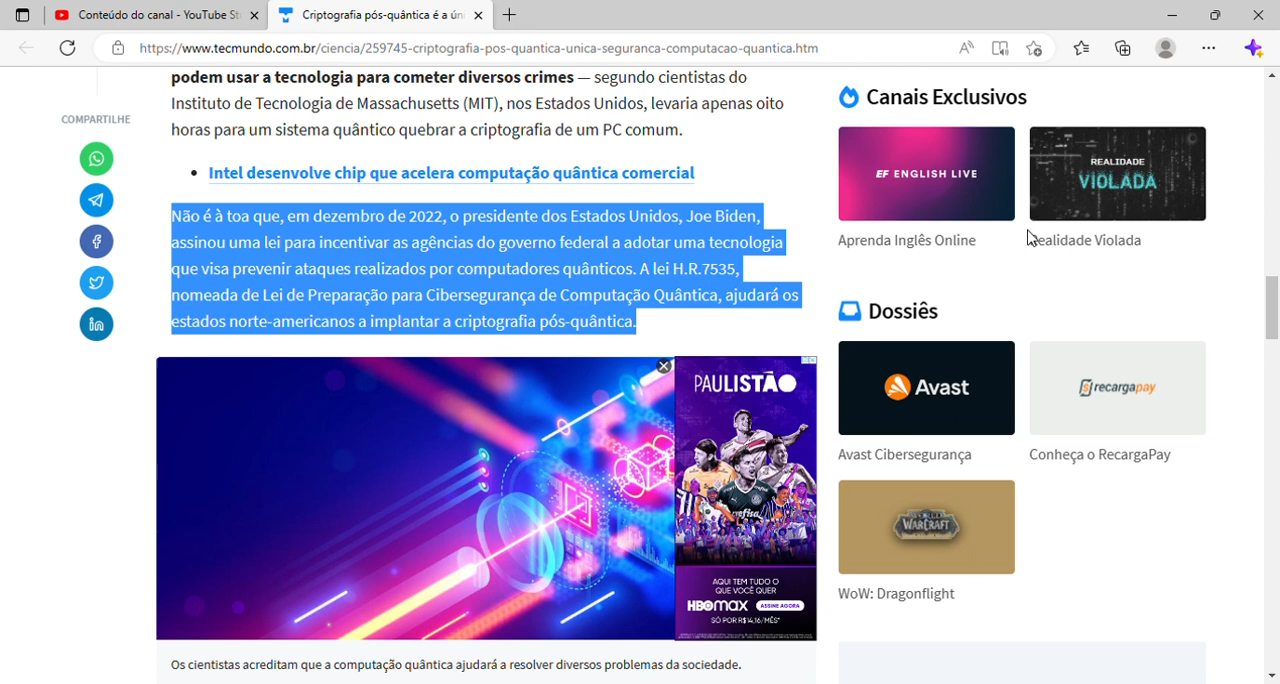 Conteúdo do canal - YouTube St
Criptografia pós-quântica é a ún
https://www.tecmundo.com.br/ciencia/259745-criptografia-pos-quantica-unica-seguranca-computacao-quantica.htm
COMPARTILHE
podem usar a tecnologia para cometer diversos crimes — segundo cientistas do
Instituto de Tecnologia de Massachusetts (MIT), nos Estados Unidos, levaria apenas oito
horas para um sistema quântico quebrar a criptografia de um PC comum.
Intel desenvolve chip que acelera computação quântica comercial
Não é à toa que, em dezembro de 2022, o presidente dos Estados Unidos, Joe Biden,
assinou uma lei para incentivar as agências do governo federal a adotar uma tecnologia
que visa prevenir ataques realizados por computadores quânticos. A lei H.R.7535,
nomeada de Lei de Preparação para Cibersegurança de Computação Quântica, ajudará os
estados norte-americanos a implantar a criptografia pós-quântica.
PAULISTÃO
AQUI TEM TUDO O
QUE VOCÊ QUER
HBOMAX ASSINE AGORA
SÓ POR R$14,16/MÊS*
Os cientistas acreditam que a computação quântica ajudará a resolver diversos problemas da sociedade.
Canais Exclusivos
EF ENGLISH LIVE
REALIDADE
VIOLADA
Aprenda Inglês Online
Realidade Violada
Dossiês
Avast
recargapay
Avast Cibersegurança
Conheça o RecargaPay
WORLD
WARCRAFT
WoW: Dragonflight